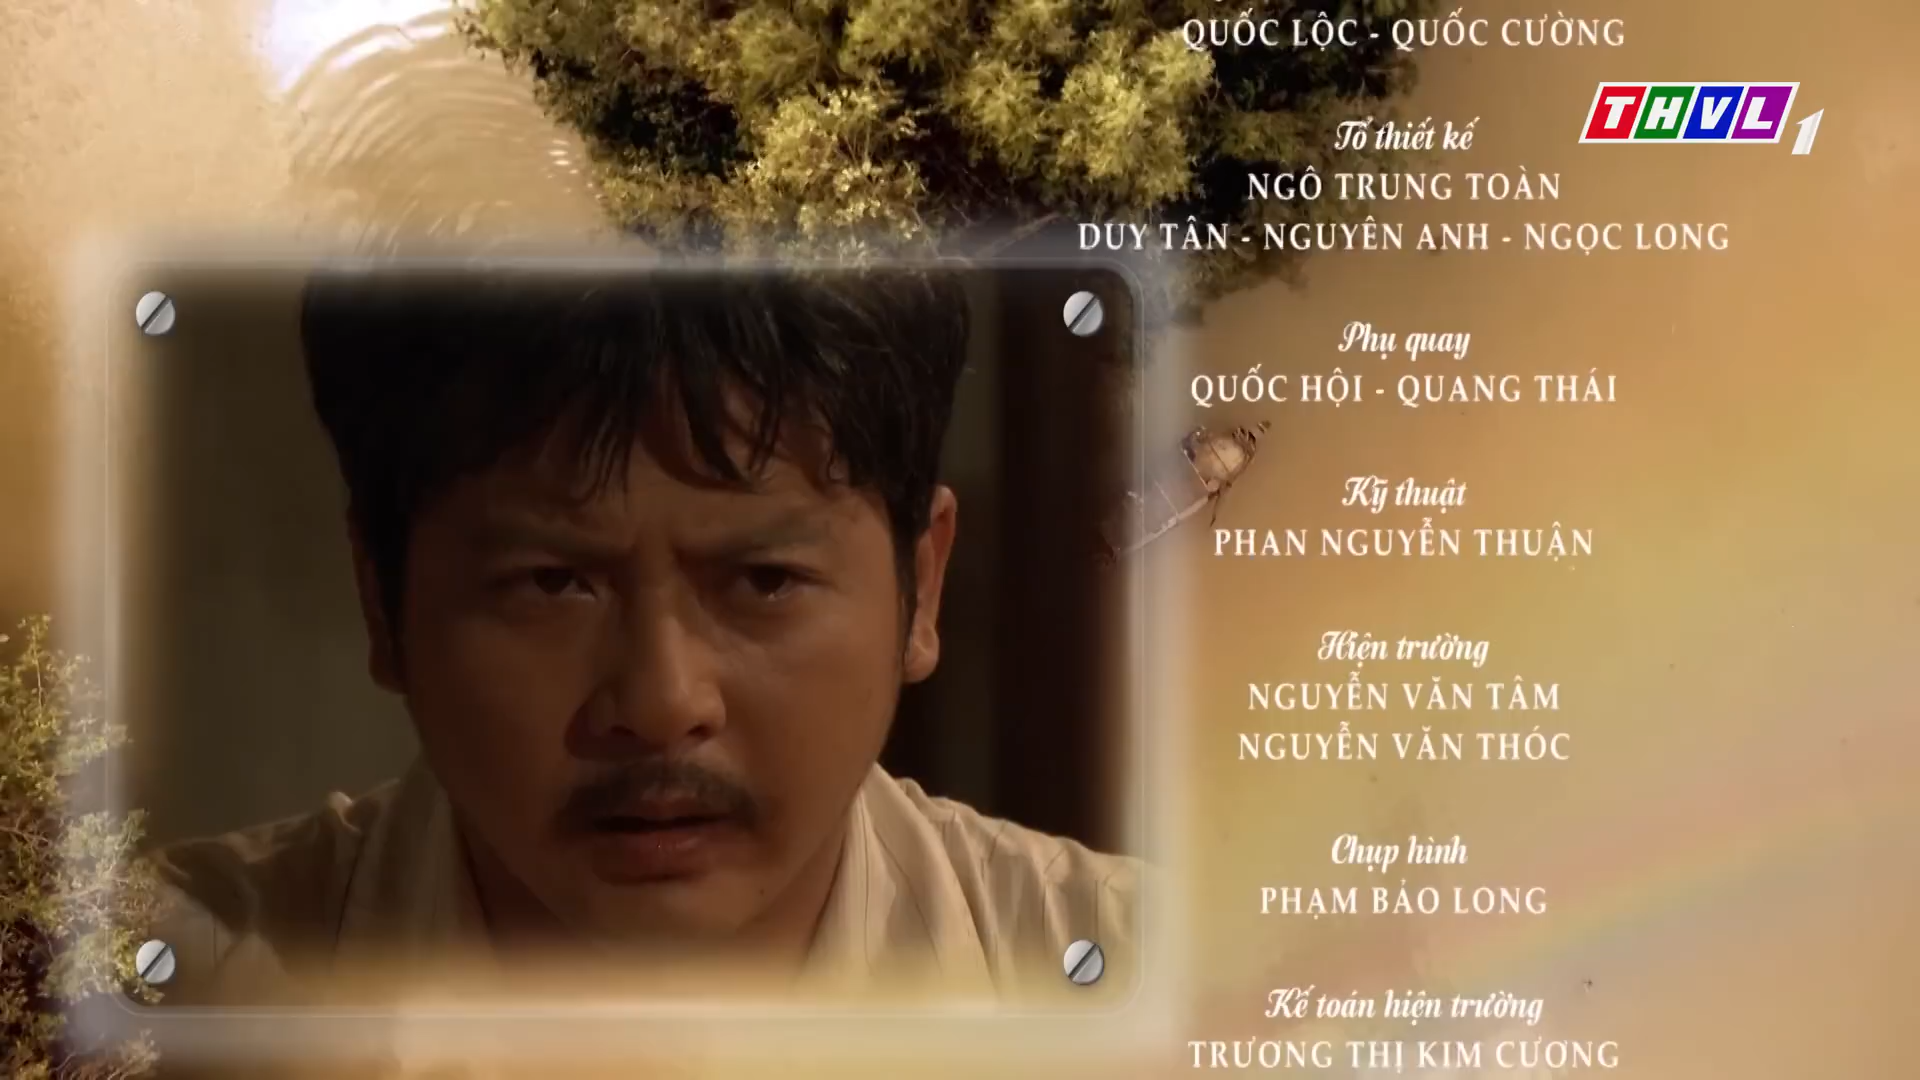 QUỐC LỘC - QUỐC CƯỜNG
THVL 1
Tổ thiết kế
NGÔ TRUNG TOÀN
DUY TÂN - NGUYÊN ANH - NGỌC LONG
Phụ quay
QUỐC HỘI - QUANG THÁI
Kỹ thuật
PHAN NGUYỄN THUẬN
Hiện trường
NGUYỄN VĂN TÂM
NGUYỄN VĂN THÓC
Chụp hình
PHẠM BẢO LONG
Kế toán hiện trường
TRƯƠNG THỊ KIM CƯƠNG